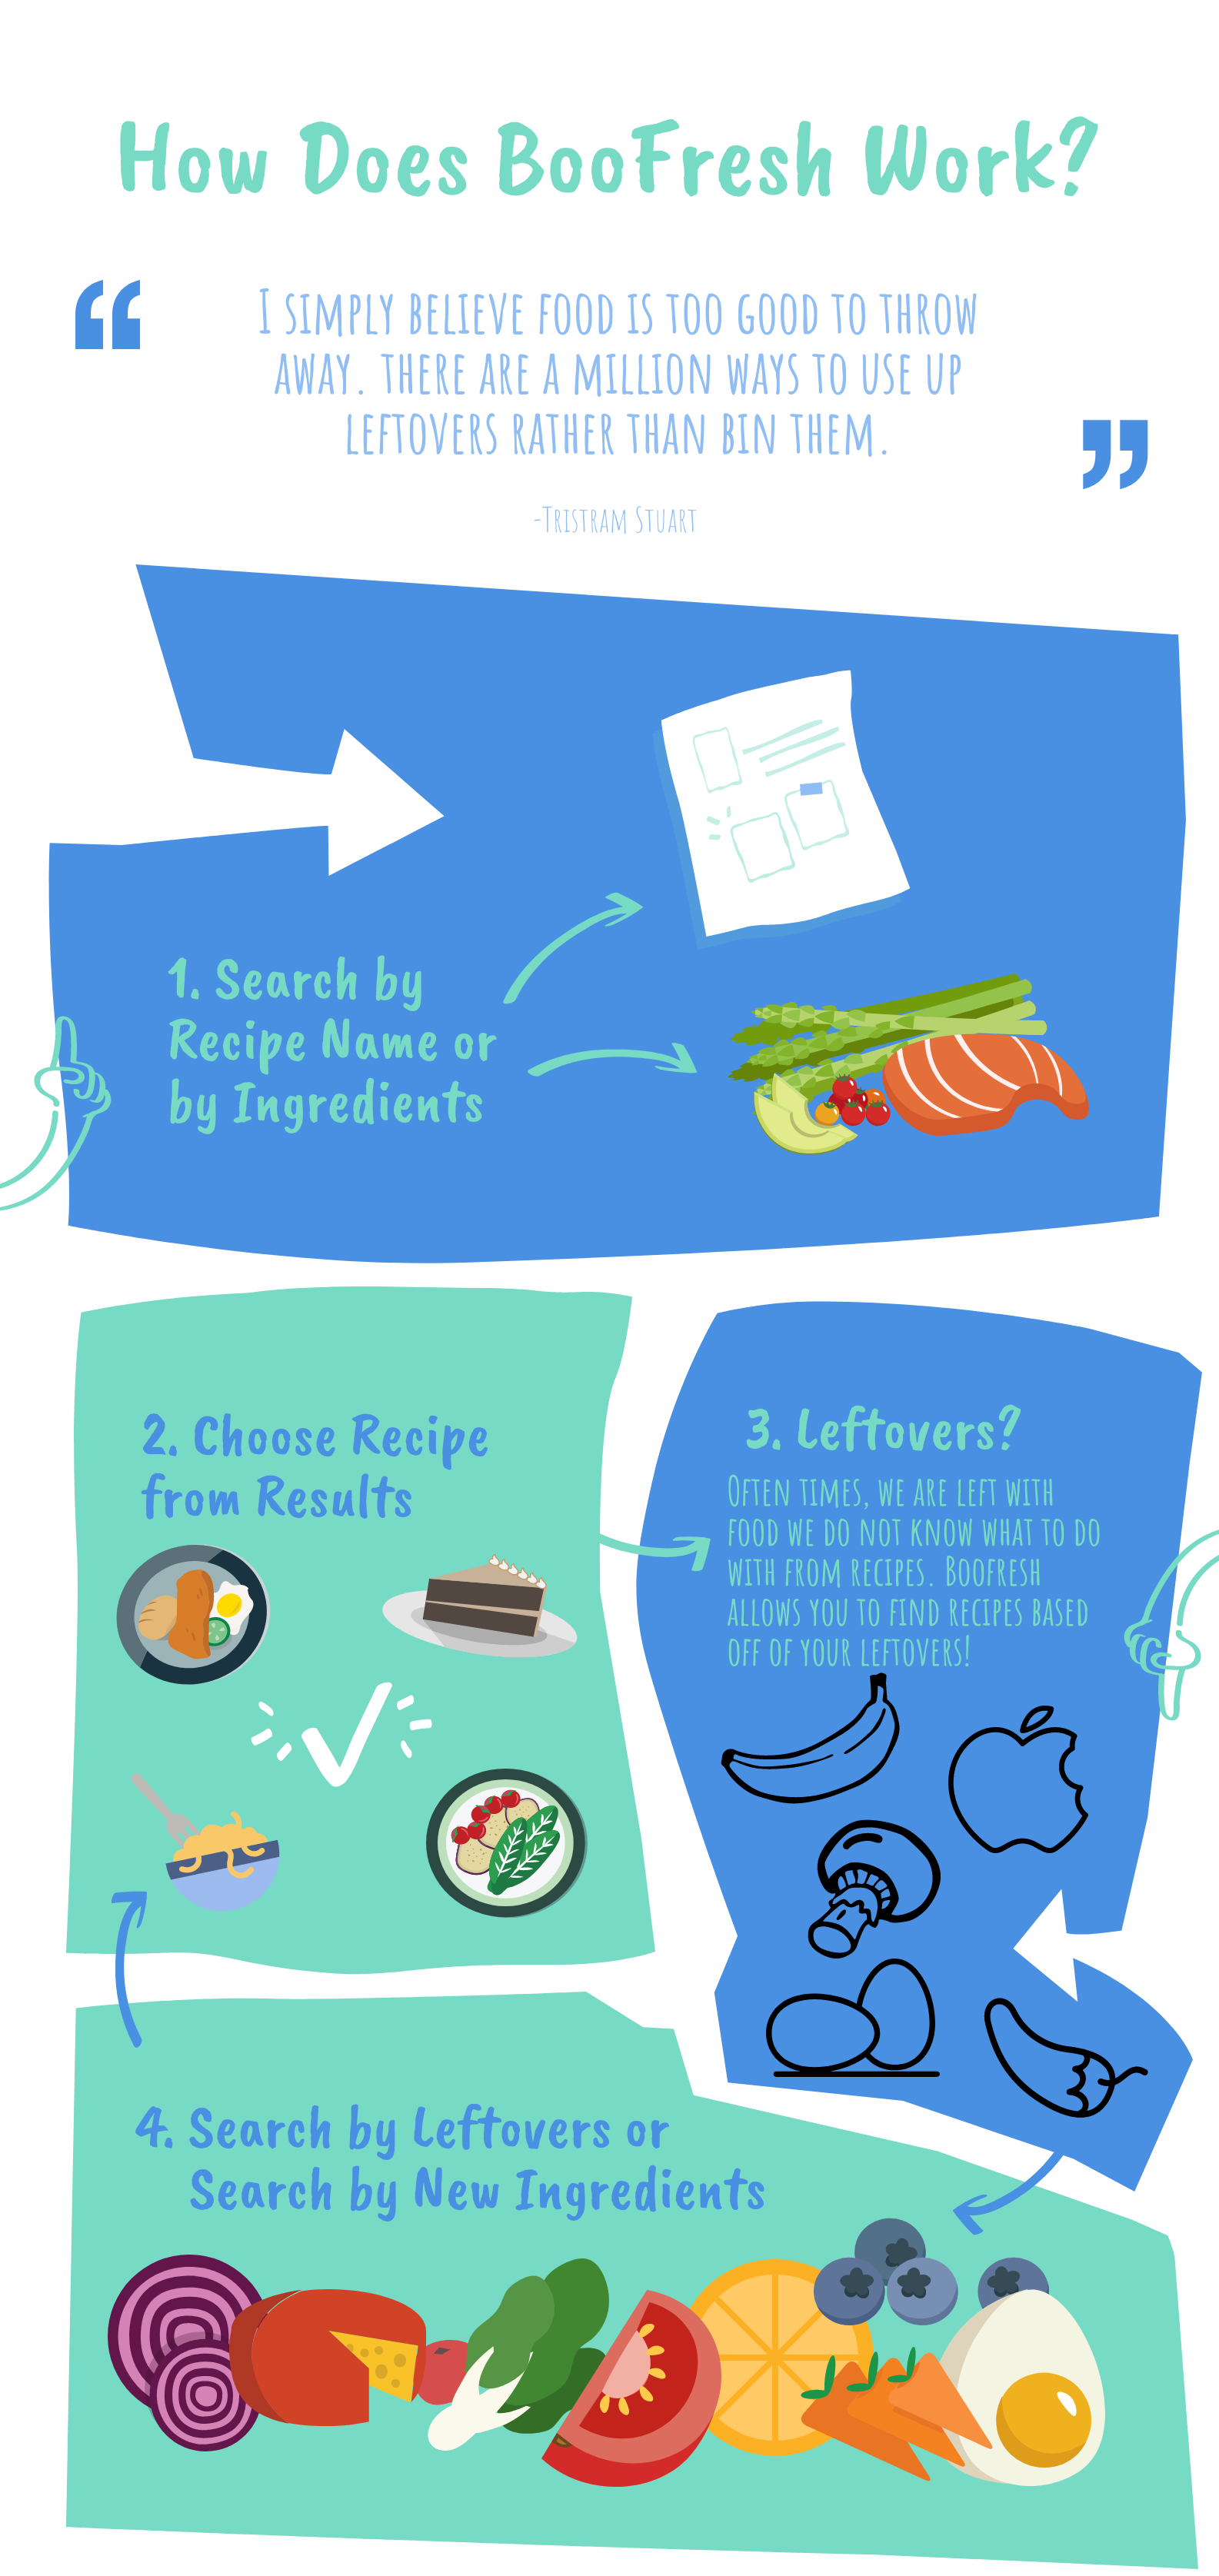 How Does BooFresh Work?
“
I SIMPLY BELIEVE FOOD IS TOO GOOD TO THROW
AWAY. THERE ARE A MILLION WAYS TO USE UP
LEFTOVERS RATHER THAN BIN THEM.
”
-TRISTRAM STUART
1. Search by
Recipe Name or
by Ingredients
2. Choose Recipe
from Results
3. Leftovers?
OFTEN TIMES, WE ARE LEFT WITH
FOOD WE DO NOT KNOW WHAT TO DO
WITH FROM RECIPES. BOOFRESH
ALLOWS YOU TO FIND RECIPES BASED
OFF OF YOUR LEFTOVERS!
4. Search by Leftovers or
Search by New Ingredients